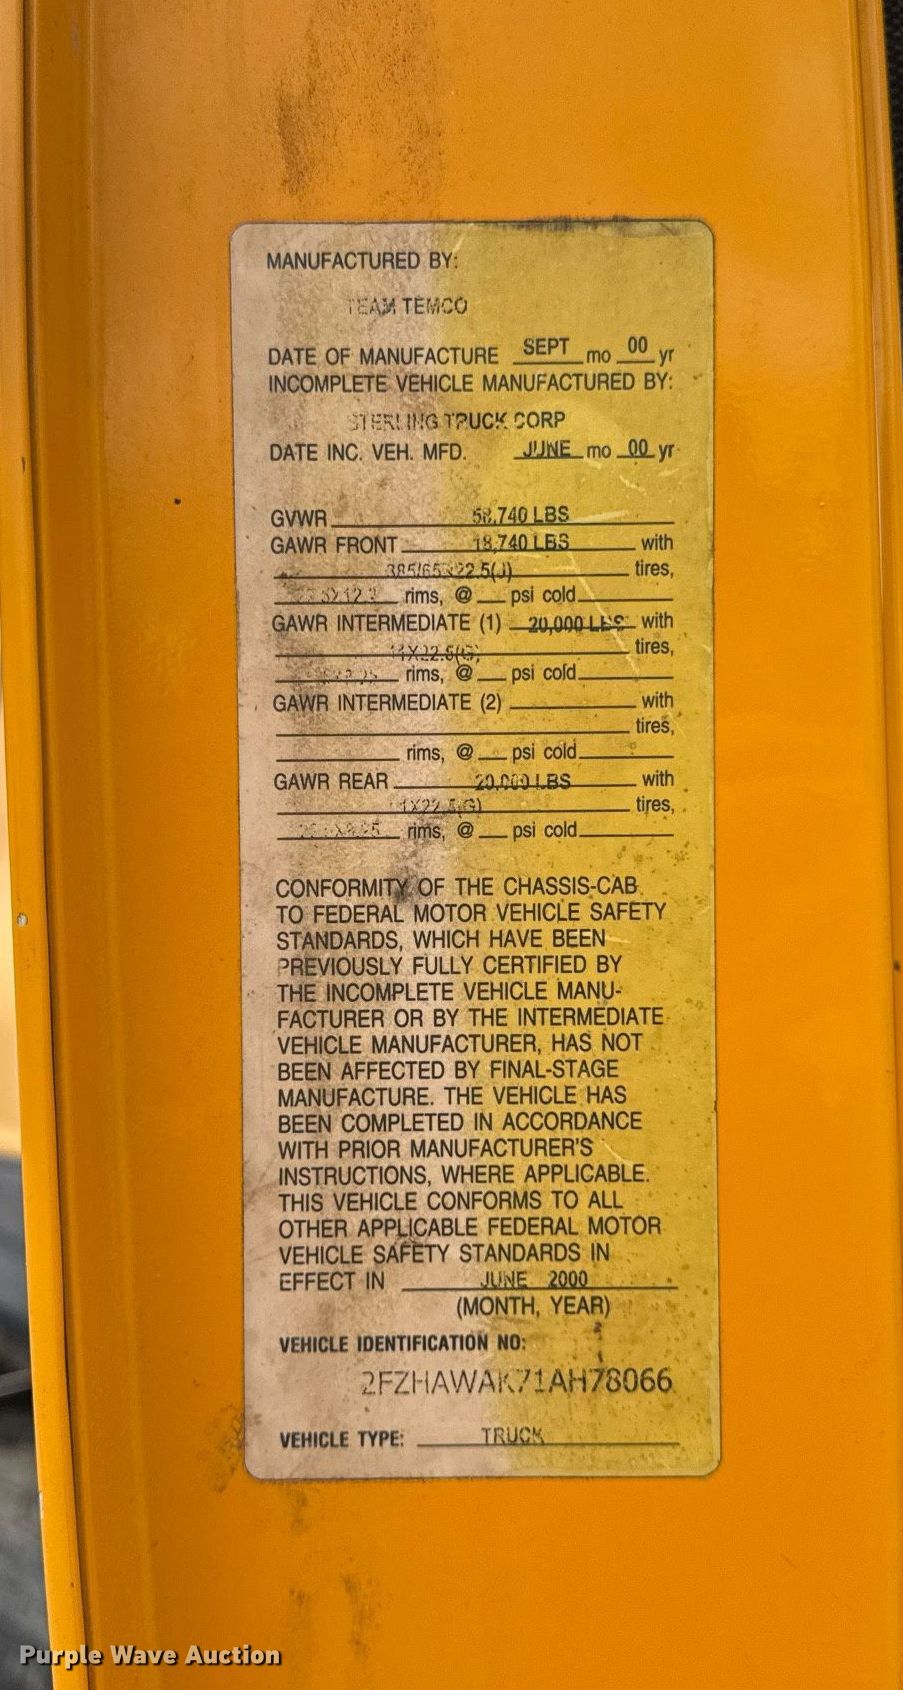 MANUFACTURED BY:
TEAM TEMCO
DATE OF MANUFACTURE SEPT mo 00 yr
INCOMPLETE VEHICLE MANUFACTURED BY:
STERLING TRUCK CORP
DATE INC. VEH. MFD. JUNE mo 00 yr
GVWR 58,740 LBS
GAWR FRONT 18,740 LBS with
385/65X22.5(J) tires,
rims, @ psi cold
GAWR INTERMEDIATE (1) 20,000 LBS with
11X22.5(G) tires,
rims, @ psi cold
GAWR INTERMEDIATE (2) with
tires,
rims, @ psi cold
GAWR REAR 20,000 LBS with
11X22.5(G) tires,
rims, @ psi cold
CONFORMITY OF THE CHASSIS-CAB
TO FEDERAL MOTOR VEHICLE SAFETY
STANDARDS, WHICH HAVE BEEN
PREVIOUSLY FULLY CERTIFIED BY
THE INCOMPLETE VEHICLE MANU-
FACTURER OR BY THE INTERMEDIATE
VEHICLE MANUFACTURER, HAS NOT
BEEN AFFECTED BY FINAL-STAGE
MANUFACTURE. THE VEHICLE HAS
BEEN COMPLETED IN ACCORDANCE
WITH PRIOR MANUFACTURER'S
INSTRUCTIONS, WHERE APPLICABLE.
THIS VEHICLE CONFORMS TO ALL
OTHER APPLICABLE FEDERAL MOTOR
VEHICLE SAFETY STANDARDS IN
EFFECT IN JUNE 2000
(MONTH, YEAR)
VEHICLE IDENTIFICATION NO:
2FZHAWAK71AH78066
VEHICLE TYPE: TRUCK
Purple Wave Auction